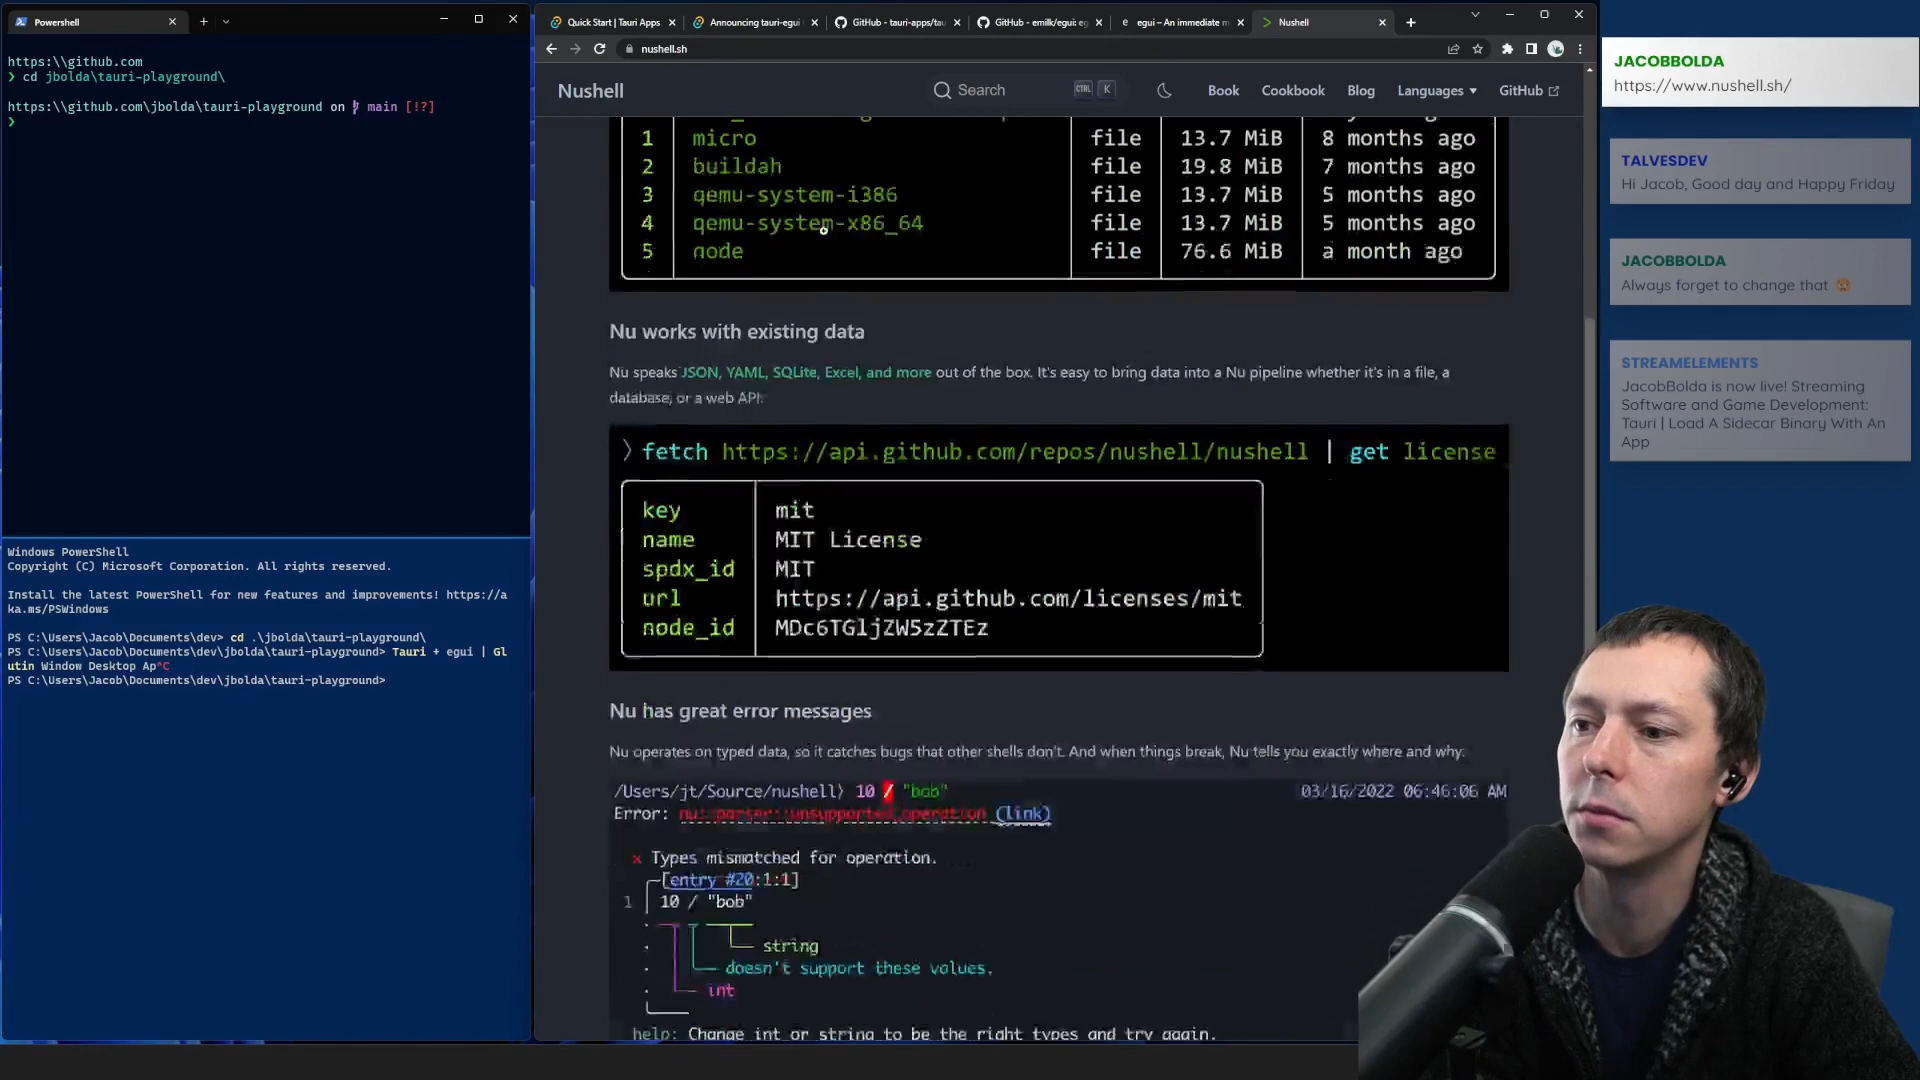 Powershell
https:\\github.com
❯ cd jbolda\tauri-playground\
https:\\github.com\jbolda\tauri-playground on main [!?]
❯
Windows PowerShell
Copyright (C) Microsoft Corporation. All rights reserved.
Install the latest PowerShell for new features and improvements! https://a
ka.ms/PSWindows
PS C:\Users\Jacob\Documents\dev> cd .\jbolda\tauri-playground\
PS C:\Users\Jacob\Documents\dev\jbolda\tauri-playground> Tauri + egui | Gl
utin Window Desktop Ap^C
PS C:\Users\Jacob\Documents\dev\jbolda\tauri-playground>
Quick Start | Tauri Apps
Announcing tauri-egui
GitHub - tauri-apps/tau
GitHub - emilk/egui: eg
egui – An immediate m
Nushell
nushell.sh
Nushell
Search
CTRL K
Book
Cookbook
Blog
Languages
GitHub
1 micro file 13.7 MiB 8 months ago
2 buildah file 19.8 MiB 7 months ago
3 qemu-system-i386 file 13.7 MiB 5 months ago
4 qemu-system-x86_64 file 13.7 MiB 5 months ago
5 node file 76.6 MiB a month ago
Nu works with existing data
Nu speaks JSON, YAML, SQLite, Excel, and more out of the box. It's easy to bring data into a Nu pipeline whether it's in a file, a
database, or a web API:
〉fetch https://api.github.com/repos/nushell/nushell | get license
key mit
name MIT License
spdx_id MIT
url https://api.github.com/licenses/mit
node_id MDc6TGljZW5zZTEz
Nu has great error messages
Nu operates on typed data, so it catches bugs that other shells don't. And when things break, Nu tells you exactly where and why:
/Users/jt/Source/nushell〉 10 / "bob" 03/16/2022 06:46:06 AM
Error: nu::parser::unsupported_operation (link)
× Types mismatched for operation.
[entry #20:1:1]
1 10 / "bob"
string
doesn't support these values.
int
help: Change int or string to be the right types and try again.
JACOBBOLDA
https://www.nushell.sh/
TALVESDEV
Hi Jacob, Good day and Happy Friday
JACOBBOLDA
Always forget to change that
STREAMELEMENTS
JacobBolda is now live! Streaming
Software and Game Development:
Tauri | Load A Sidecar Binary With An
App